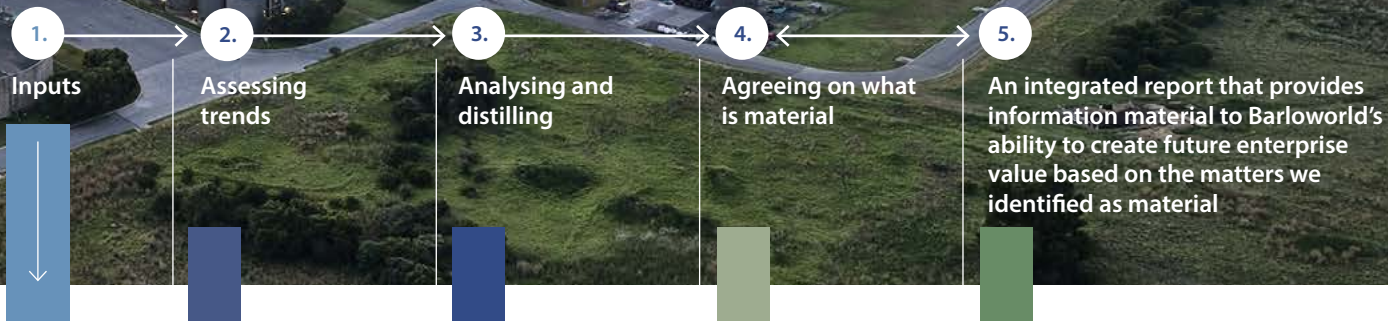 1.
Inputs
2.
Assessing
trends
3.
Analysing and
distilling
4.
Agreeing on what
is material
5.
An integrated report that provides
information material to Barloworld's
ability to create future enterprise
value based on the matters we
identified as material